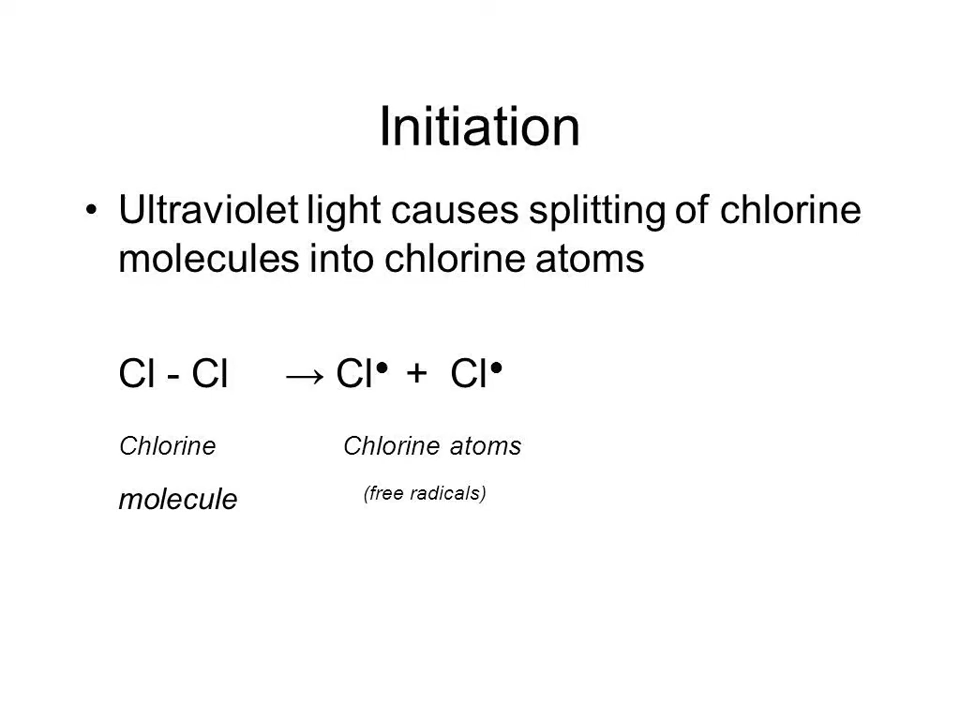 Initiation
• Ultraviolet light causes splitting of chlorine
molecules into chlorine atoms
Cl - Cl → Cl• + Cl•
Chlorine Chlorine atoms
molecule (free radicals)